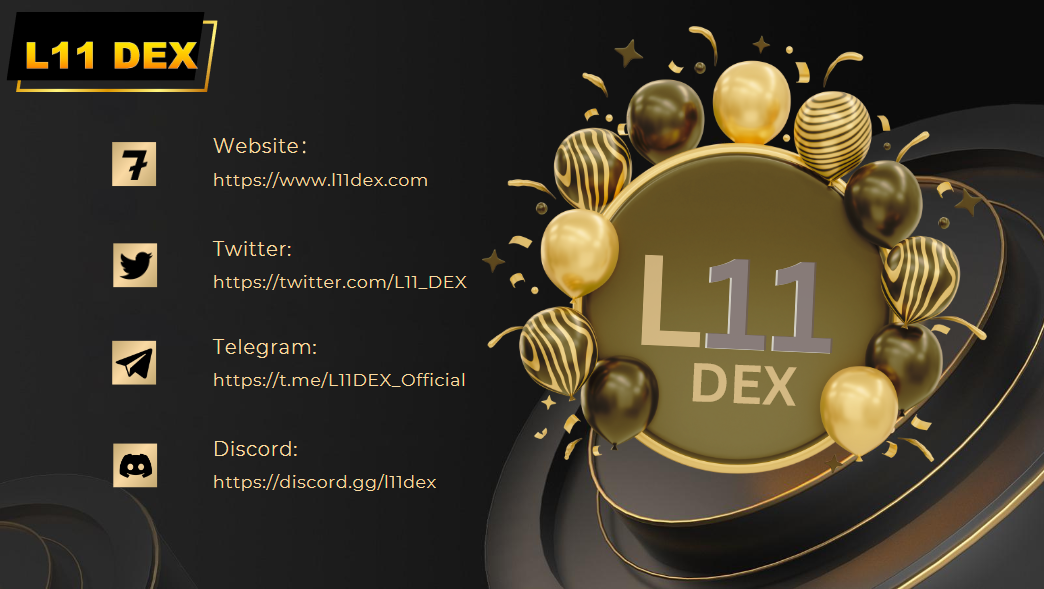 L11 DEX
Website:
https://www.l11dex.com
Twitter:
https://twitter.com/L11_DEX
Telegram:
https://t.me/L11DEX_Official
Discord:
https://discord.gg/l11dex
L11
DEX